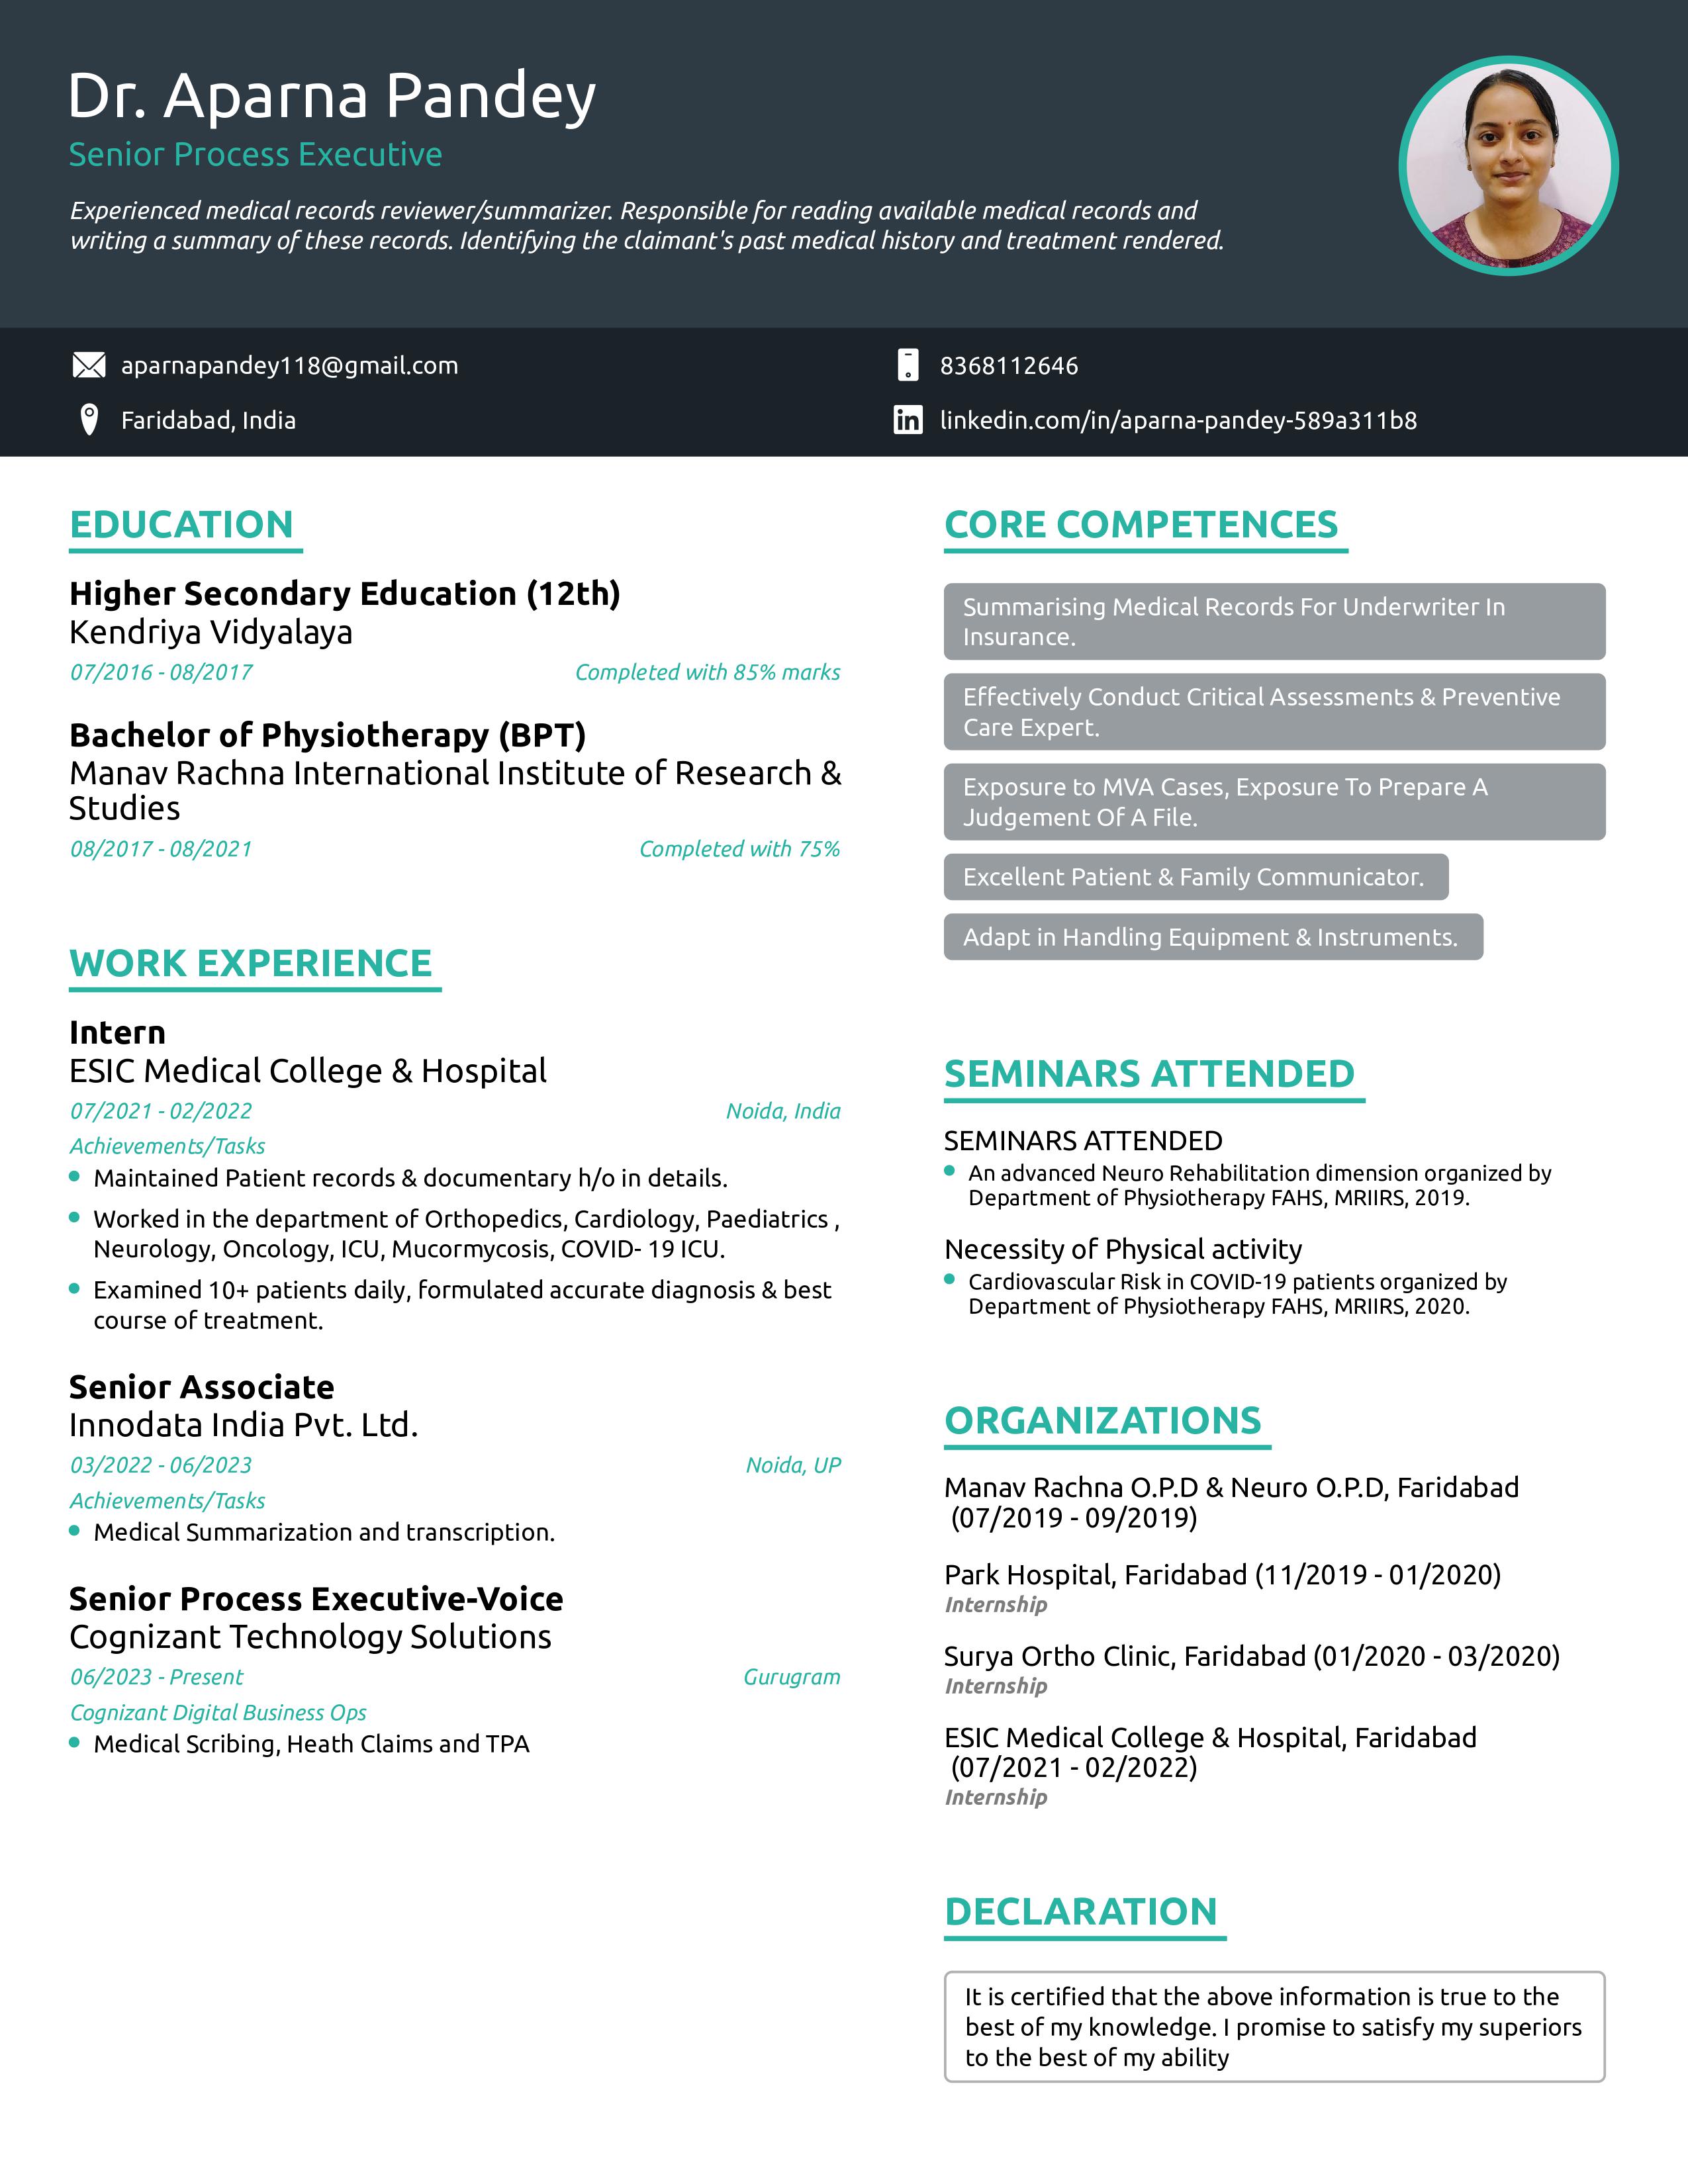 Dr. Aparna Pandey
Senior Process Executive
Experienced medical records reviewer/summarizer. Responsible for reading available medical records and
writing a summary of these records. Identifying the claimant's past medical history and treatment rendered.
aparnapandey118@gmail.com
8368112646
Faridabad, India
linkedin.com/in/aparna-pandey-589a311b8
EDUCATION
Higher Secondary Education (12th)
Kendriya Vidyalaya
07/2016 - 08/2017 Completed with 85% marks
Bachelor of Physiotherapy (BPT)
Manav Rachna International Institute of Research &
Studies
08/2017 - 08/2021 Completed with 75%
WORK EXPERIENCE
Intern
ESIC Medical College & Hospital
07/2021 - 02/2022 Noida, India
Achievements/Tasks
Maintained Patient records & documentary h/o in details.
Worked in the department of Orthopedics, Cardiology, Paediatrics ,
Neurology, Oncology, ICU, Mucormycosis, COVID- 19 ICU.
Examined 10+ patients daily, formulated accurate diagnosis & best
course of treatment.
Senior Associate
Innodata India Pvt. Ltd.
03/2022 - 06/2023 Noida, UP
Achievements/Tasks
Medical Summarization and transcription.
Senior Process Executive-Voice
Cognizant Technology Solutions
06/2023 - Present Gurugram
Cognizant Digital Business Ops
Medical Scribing, Heath Claims and TPA
CORE COMPETENCES
Summarising Medical Records For Underwriter In
Insurance.
Effectively Conduct Critical Assessments & Preventive
Care Expert.
Exposure to MVA Cases, Exposure To Prepare A
Judgement Of A File.
Excellent Patient & Family Communicator.
Adapt in Handling Equipment & Instruments.
SEMINARS ATTENDED
SEMINARS ATTENDED
An advanced Neuro Rehabilitation dimension organized by
Department of Physiotherapy FAHS, MRIIRS, 2019.
Necessity of Physical activity
Cardiovascular Risk in COVID-19 patients organized by
Department of Physiotherapy FAHS, MRIIRS, 2020.
ORGANIZATIONS
Manav Rachna O.P.D & Neuro O.P.D, Faridabad
(07/2019 - 09/2019)
Park Hospital, Faridabad (11/2019 - 01/2020)
Internship
Surya Ortho Clinic, Faridabad (01/2020 - 03/2020)
Internship
ESIC Medical College & Hospital, Faridabad
(07/2021 - 02/2022)
Internship
DECLARATION
It is certified that the above information is true to the
best of my knowledge. I promise to satisfy my superiors
to the best of my ability